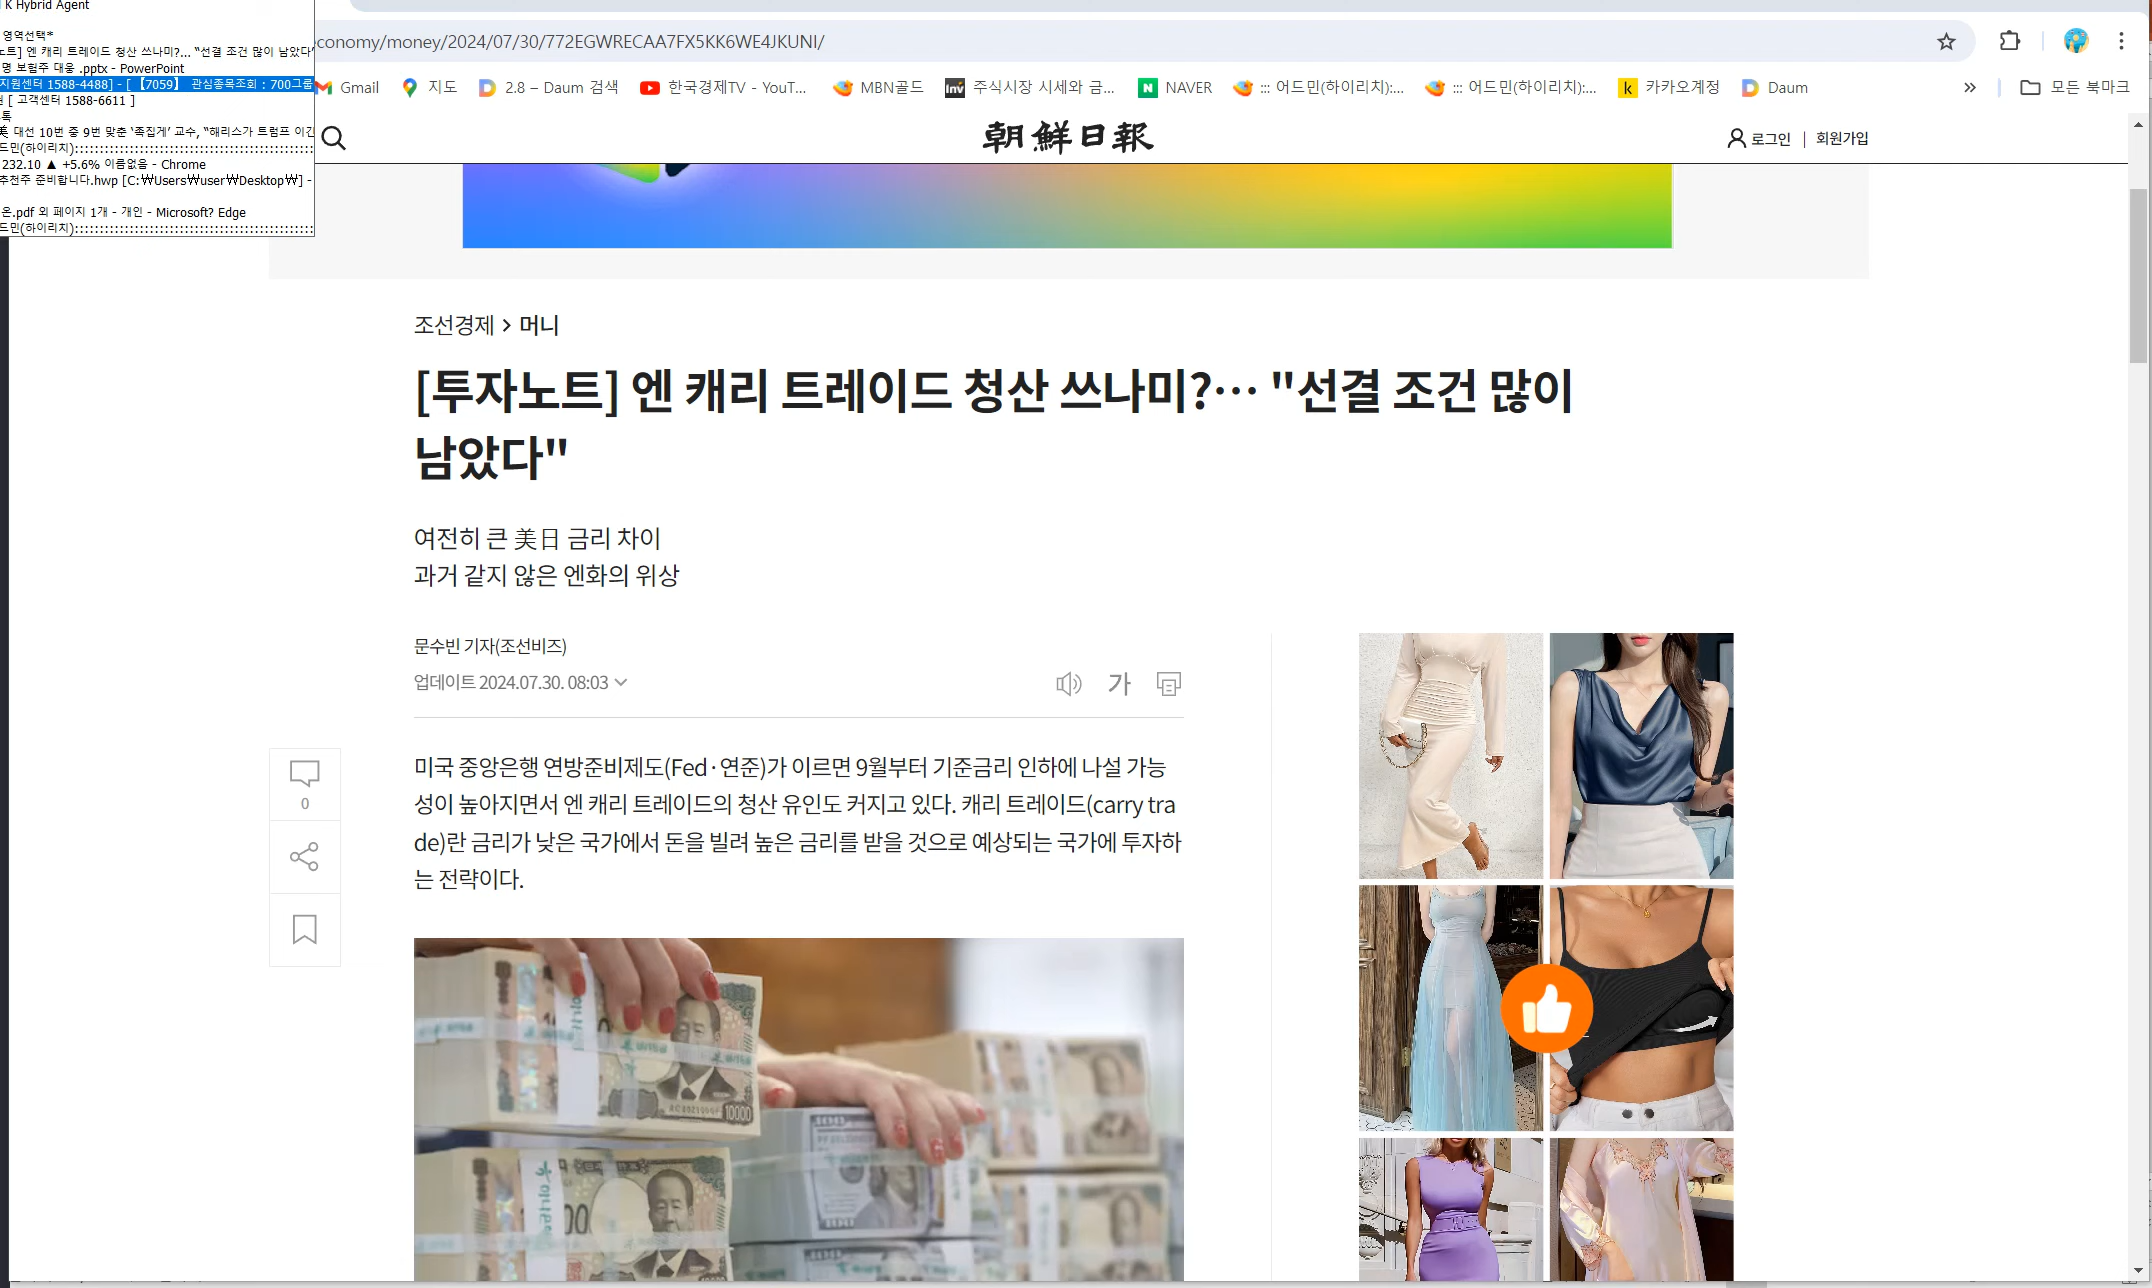 K Hybrid Agent
영역선택*
노트] 엔 캐리 트레이드 청산 쓰나미?... "선결 조건 많이 남았다"
명 보험주 대응 .pptx - PowerPoint
지원센터 1588-4488] - [ 【7059】 관심종목조회 : 700그룹
[ 고객센터 1588-6611 ]
록
美 대선 10번 중 9번 맞춘 '족집게' 교수, "해리스가 트럼프 이긴
드민(하이리치)::::::::::::::::::::::::::::::::::::::::::::::::
232.10 ▲ +5.6% 이름없음 - Chrome
추천주 준비합니다.hwp [C:₩Users₩user₩Desktop₩] -
온.pdf 외 페이지 1개 - 개인 - Microsoft? Edge
드민(하이리치)::::::::::::::::::::::::::::::::::::::::::::::::
conomy/money/2024/07/30/772EGWRECAA7FX5KK6WE4JKUNI/
Gmail 지도 2.8 – Daum 검색 한국경제TV - YouT... MBN골드 주식시장 시세와 금... NAVER ::: 어드민(하이리치):... ::: 어드민(하이리치):... 카카오계정 Daum » 모든 북마크
朝鮮日報
로그인 | 회원가입
조선경제 > 머니
[투자노트] 엔 캐리 트레이드 청산 쓰나미?… "선결 조건 많이
남았다"
여전히 큰 美日 금리 차이
과거 같지 않은 엔화의 위상
문수빈 기자(조선비즈)
업데이트 2024.07.30. 08:03
가
0
미국 중앙은행 연방준비제도(Fed·연준)가 이르면 9월부터 기준금리 인하에 나설 가능
성이 높아지면서 엔 캐리 트레이드의 청산 유인도 커지고 있다. 캐리 트레이드(carry tra
de)란 금리가 낮은 국가에서 돈을 빌려 높은 금리를 받을 것으로 예상되는 국가에 투자하
는 전략이다.
10000
100